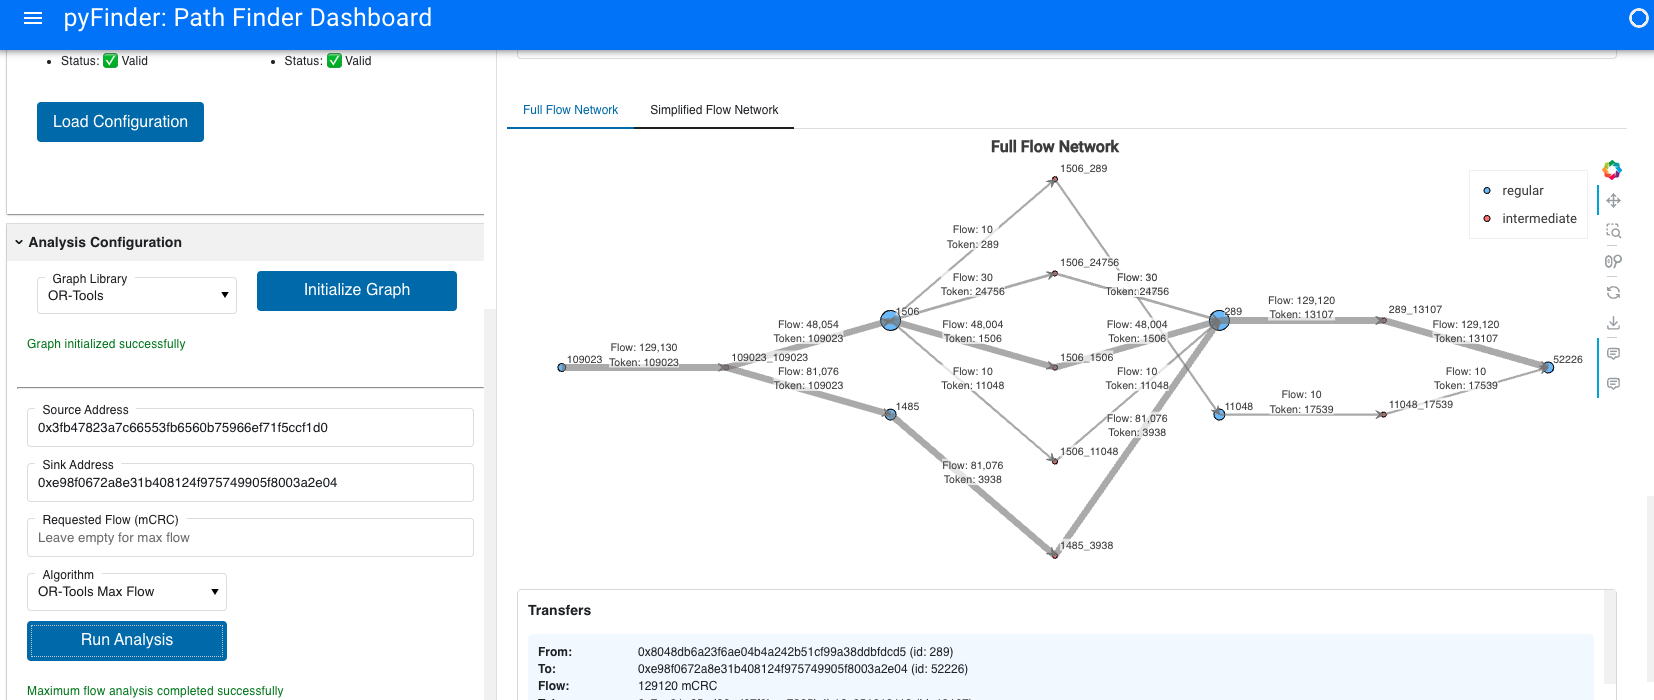 pyFinder: Path Finder Dashboard
Status: ✅ Valid
Status: ✅ Valid
Load Configuration
Analysis Configuration
Graph Library
OR-Tools
Initialize Graph
Graph initialized successfully
Source Address
0x3fb47823a7c66553fb6560b75966ef71f5ccf1d0
Sink Address
0xe98f0672a8e31b408124f975749905f8003a2e04
Requested Flow (mCRC)
Leave empty for max flow
Algorithm
OR-Tools Max Flow
Run Analysis
Maximum flow analysis completed successfully
Full Flow Network
Simplified Flow Network
Full Flow Network
regular
intermediate
1506_289
Flow: 10
Token: 289
1506_24756
Flow: 30
Token: 24756
Flow: 30
Token: 24756
1506
289
Flow: 129,120
Token: 13107
289_13107
Flow: 48,054
Token: 109023
Flow: 48,004
Token: 1506
Flow: 48,004
Token: 1506
Flow: 129,120
Token: 13107
109023
Flow: 129,130
Token: 109023
109023_109023
1506_1506
52226
Flow: 81,076
Token: 109023
Flow: 10
Token: 11048
Flow: 10
Token: 11048
Flow: 10
Token: 17539
1485
11048
Flow: 10
Token: 17539
11048_17539
Flow: 81,076
Token: 3938
1506_11048
Flow: 81,076
Token: 3938
1485_3938
Transfers
From: 0x8048db6a23f6ae04b4a242b51cf99a38ddbfdcd5 (id: 289)
To: 0xe98f0672a8e31b408124f975749905f8003a2e04 (id: 52226)
Flow: 129120 mCRC